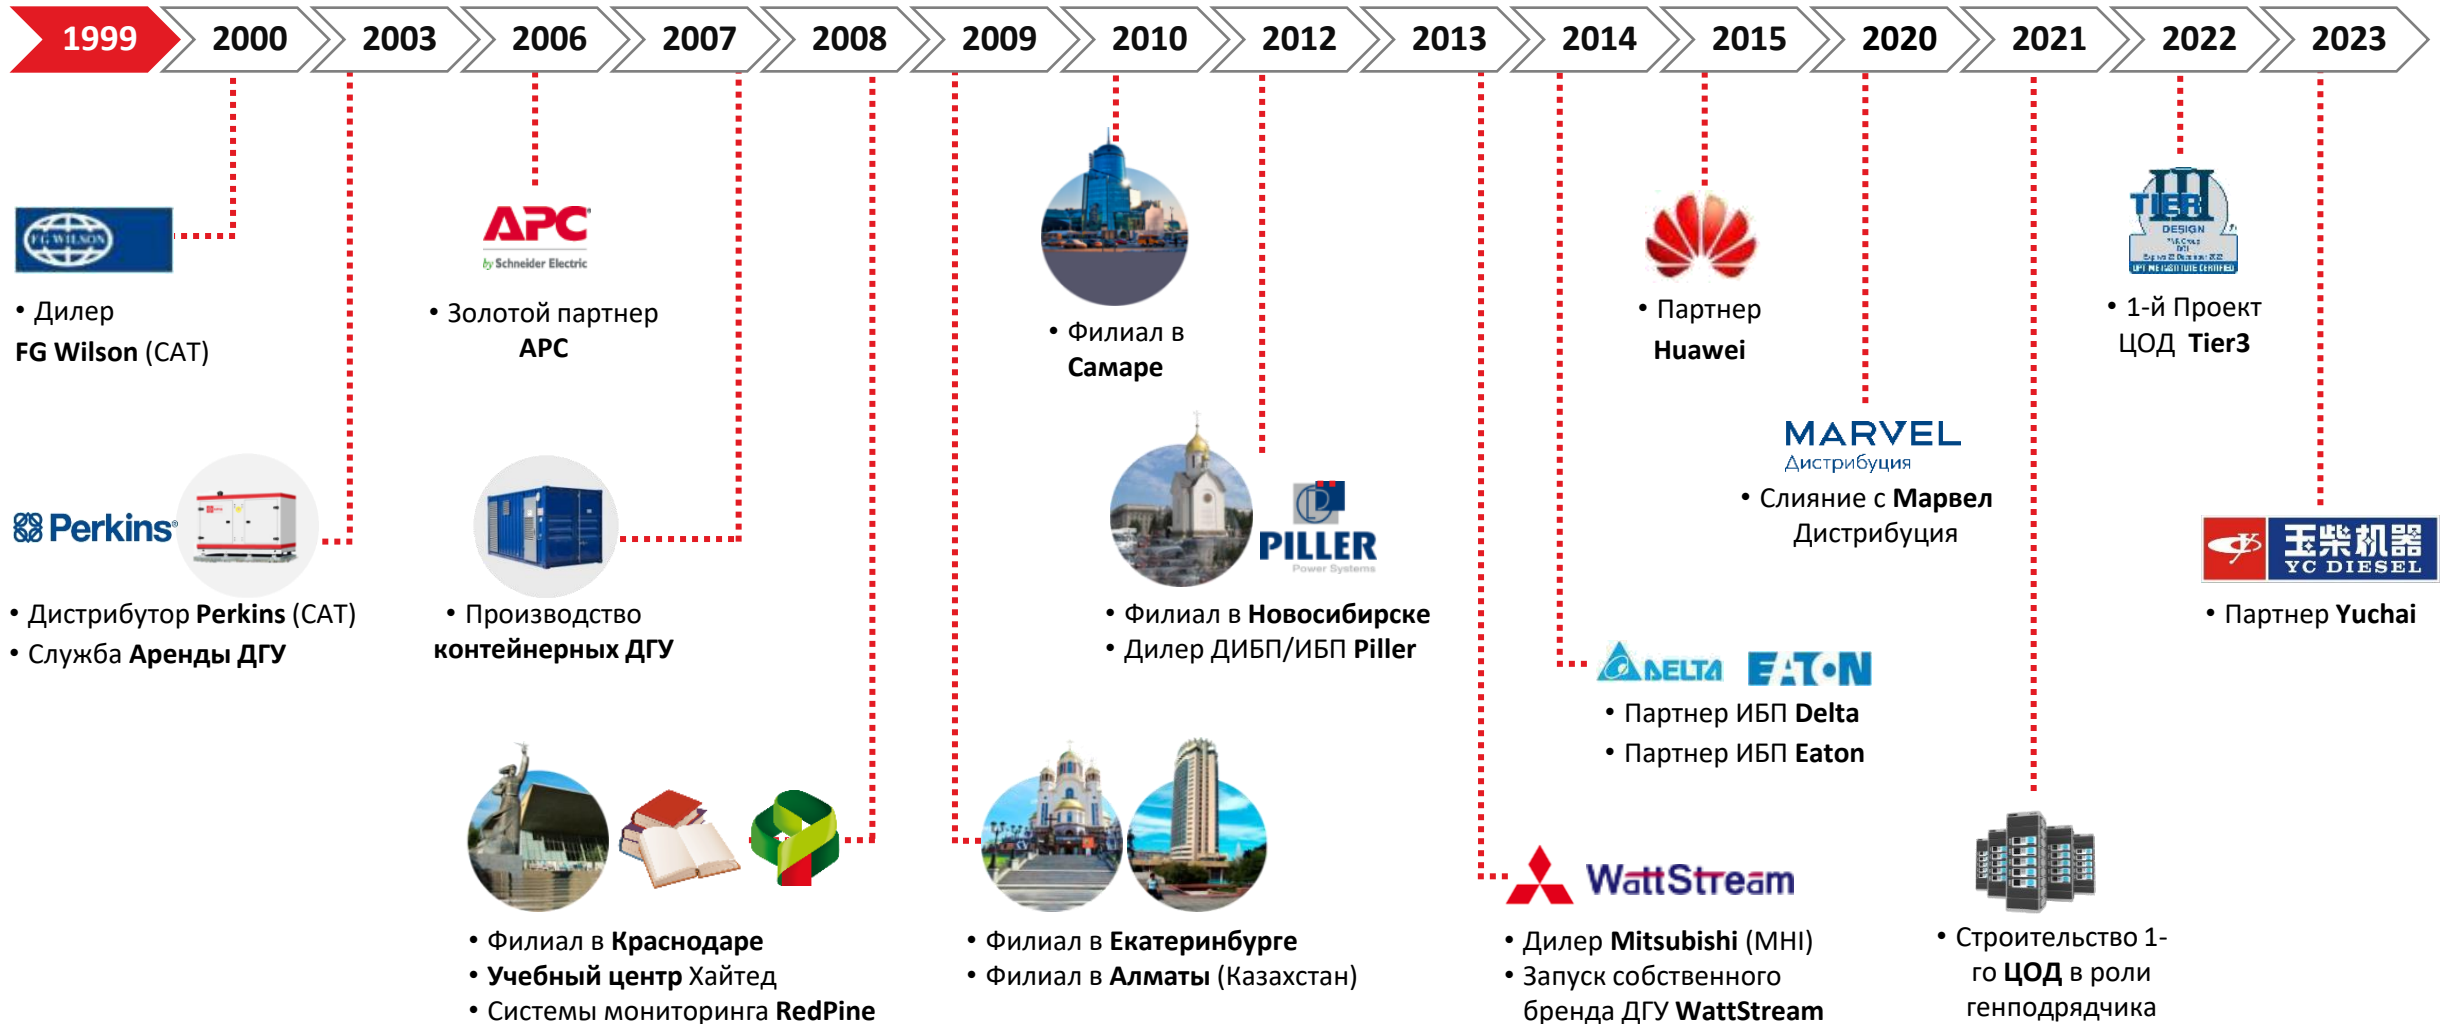 1999
2000
2003
2006
2007
2008
2009
2010
2012
2013
2014
2015
2020
2021
2022
2023
FG WILSON
• Дилер
FG Wilson (CAT)
APC
by Schneider Electric
• Золотой партнер
APC
• Филиал в
Самаре
• Партнер
Huawei
TIER III
DESIGN
UPTIME INSTITUTE CERTIFIED
• 1-й Проект
ЦОД Tier3
Perkins
• Дистрибутор Perkins (CAT)
• Служба Аренды ДГУ
• Производство
контейнерных ДГУ
PILLER
Power Systems
• Филиал в Новосибирске
• Дилер ДИБП/ИБП Piller
MARVEL
Дистрибуция
• Слияние с Марвел
Дистрибуция
玉柴机器
YC DIESEL
• Партнер Yuchai
DELTA
EATON
• Партнер ИБП Delta
• Партнер ИБП Eaton
• Филиал в Краснодаре
• Учебный центр Хайтед
• Системы мониторинга RedPine
• Филиал в Екатеринбурге
• Филиал в Алматы (Казахстан)
WattStream
• Дилер Mitsubishi (MHI)
• Запуск собственного
бренда ДГУ WattStream
• Строительство 1-
го ЦОД в роли
генподрядчика